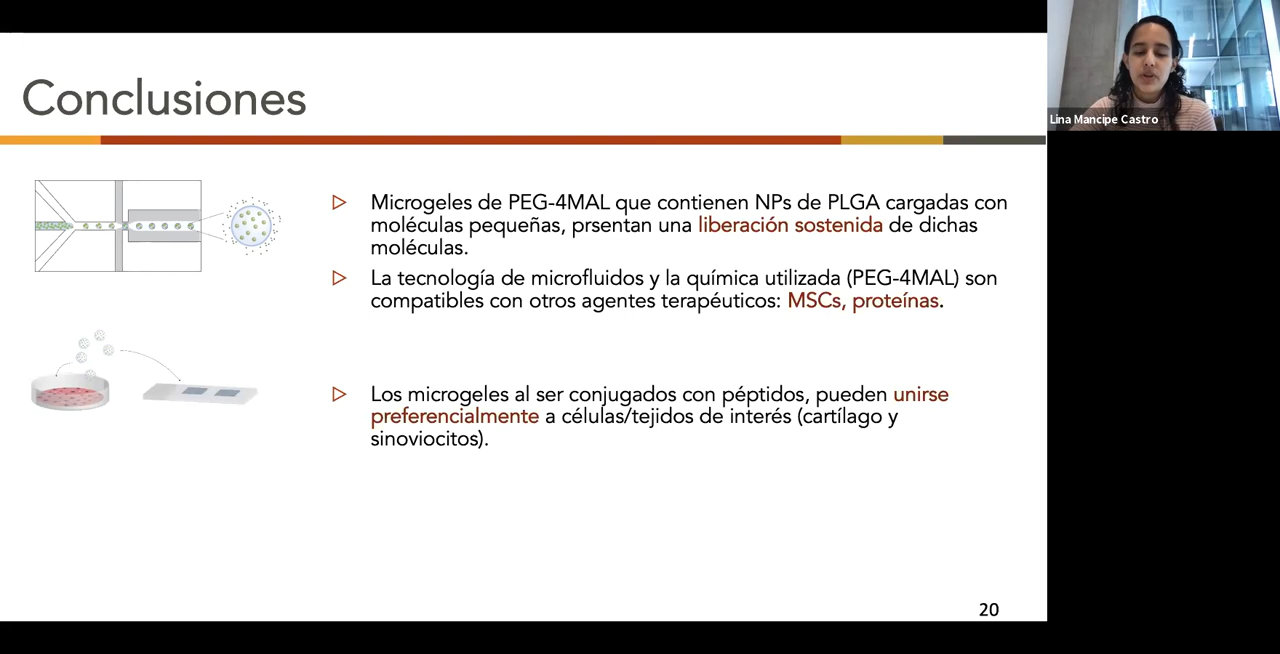 Conclusiones
Microgeles de PEG-4MAL que contienen NPs de PLGA cargadas con
moléculas pequeñas, prsentan una liberación sostenida de dichas
moléculas.
La tecnología de microfluidos y la química utilizada (PEG-4MAL) son
compatibles con otros agentes terapéuticos: MSCs, proteínas.
Los microgeles al ser conjugados con péptidos, pueden unirse
preferencialmente a células/tejidos de interés (cartílago y
sinoviocitos).
20
Lina Mancipe Castro